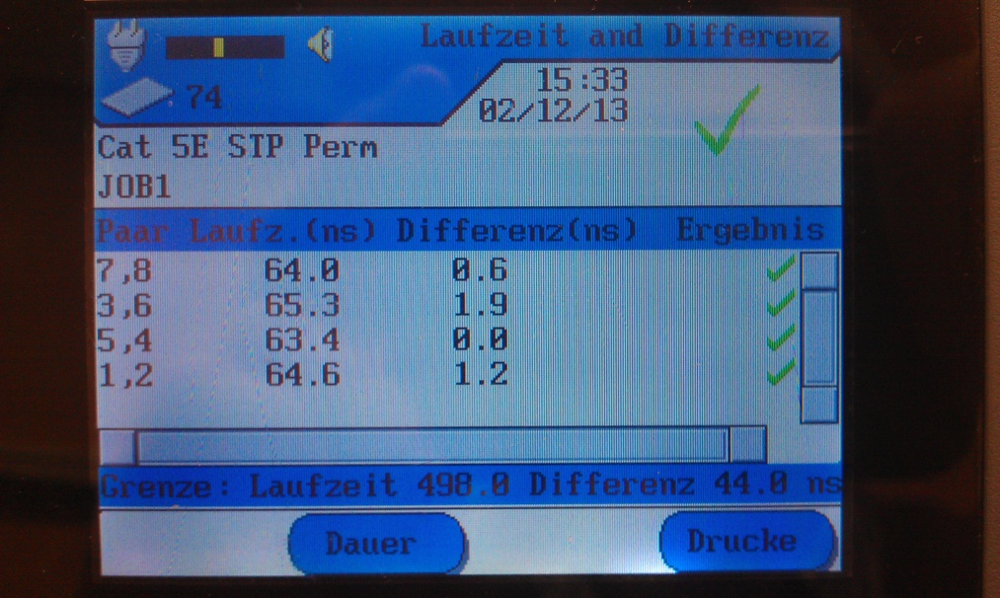 Laufzeit and Differenz
: 74
15:33
02/12/13
Cat 5E STP Perm
JOB1
Paar Laufz.(ns) Differenz(ns) Ergebnis
7,8 64.0 0.6
3,6 65.3 1.9
5,4 63.4 0.0
1,2 64.6 1.2
Grenze: Laufzeit 498.0 Differenz 44.0 ns
Dauer Drucke